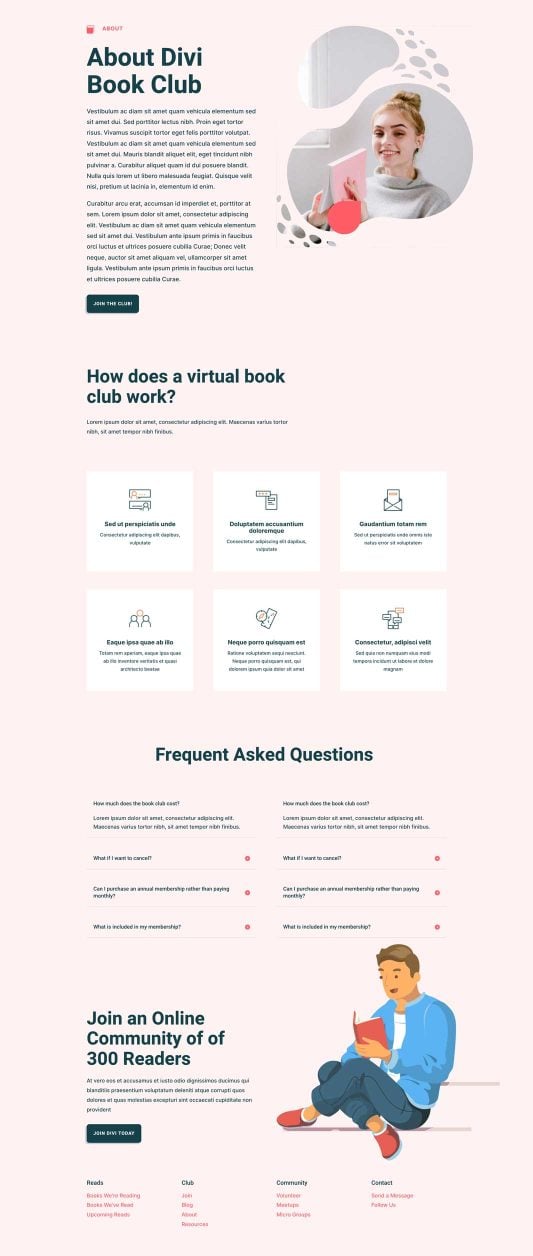 ABOUT
About Divi
Book Club
Vestibulum ac diam sit amet quam vehicula elementum sed
sit amet dui. Sed porttitor lectus nibh. Proin eget tortor
risus. Vivamus suscipit tortor eget felis porttitor volutpat.
Vestibulum ac diam sit amet quam vehicula elementum sed
sit amet dui. Mauris blandit aliquet elit, eget tincidunt nibh
pulvinar a. Curabitur aliquet quam id dui posuere blandit.
Nulla quis lorem ut libero malesuada feugiat. Quisque velit
nisi, pretium ut lacinia in, elementum id enim.
Curabitur arcu erat, accumsan id imperdiet et, porttitor at
sem. Lorem ipsum dolor sit amet, consectetur adipiscing
elit. Vestibulum ac diam sit amet quam vehicula elementum
sed sit amet dui. Vestibulum ante ipsum primis in faucibus
orci luctus et ultrices posuere cubilia Curae; Donec velit
neque, auctor sit amet aliquam vel, ullamcorper sit amet
ligula. Vestibulum ante ipsum primis in faucibus orci luctus
et ultrices posuere cubilia Curae.
JOIN THE CLUB!
How does a virtual book
club work?
Lorem ipsum dolor sit amet, consectetur adipiscing elit. Maecenas varius tortor
nibh, sit amet tempor nibh finibus.
Sed ut perspiciatis unde
Consectetur adipiscing elit dapibus,
vulputate
Doluptatem accusantium
doloremque
Consectetur adipiscing elit dapibus,
vulputate
Gaudantium totam rem
Sed ut perspiciatis unde omnis iste
natus error sit voluptatem
Eaque ipsa quae ab illo
Totam rem aperiam, eaque ipsa quae
ab illo inventore veritatis et quasi
architecto beatae
Neque porro quisquam est
Ratione voluptatem sequi nesciunt.
Neque porro quisquam est, qui
dolorem ipsum quia dolor sit amet
Consectetur, adipisci velit
Sed quia non numquam eius modi
tempora incidunt ut labore et dolore
magnam
Frequent Asked Questions
How much does the book club cost?
Lorem ipsum dolor sit amet, consectetur adipiscing elit.
Maecenas varius tortor nibh, sit amet tempor nibh finibus.
What if I want to cancel?
Can I purchase an annual membership rather than paying
monthly?
What is included in my membership?
How much does the book club cost?
Lorem ipsum dolor sit amet, consectetur adipiscing elit.
Maecenas varius tortor nibh, sit amet tempor nibh finibus.
What if I want to cancel?
Can I purchase an annual membership rather than paying
monthly?
What is included in my membership?
Join an Online
Community of of
300 Readers
At vero eos et accusamus et iusto odio dignissimos ducimus qui
blanditiis praesentium voluptatum deleniti atque corrupti quos
dolores et quas molestias excepturi sint occaecati cupiditate non
provident
JOIN DIVI TODAY
Reads
Books We're Reading
Books We've Read
Upcoming Reads
Club
Join
Blog
About
Resources
Community
Volunteer
Meetups
Micro Groups
Contact
Send a Message
Follow Us